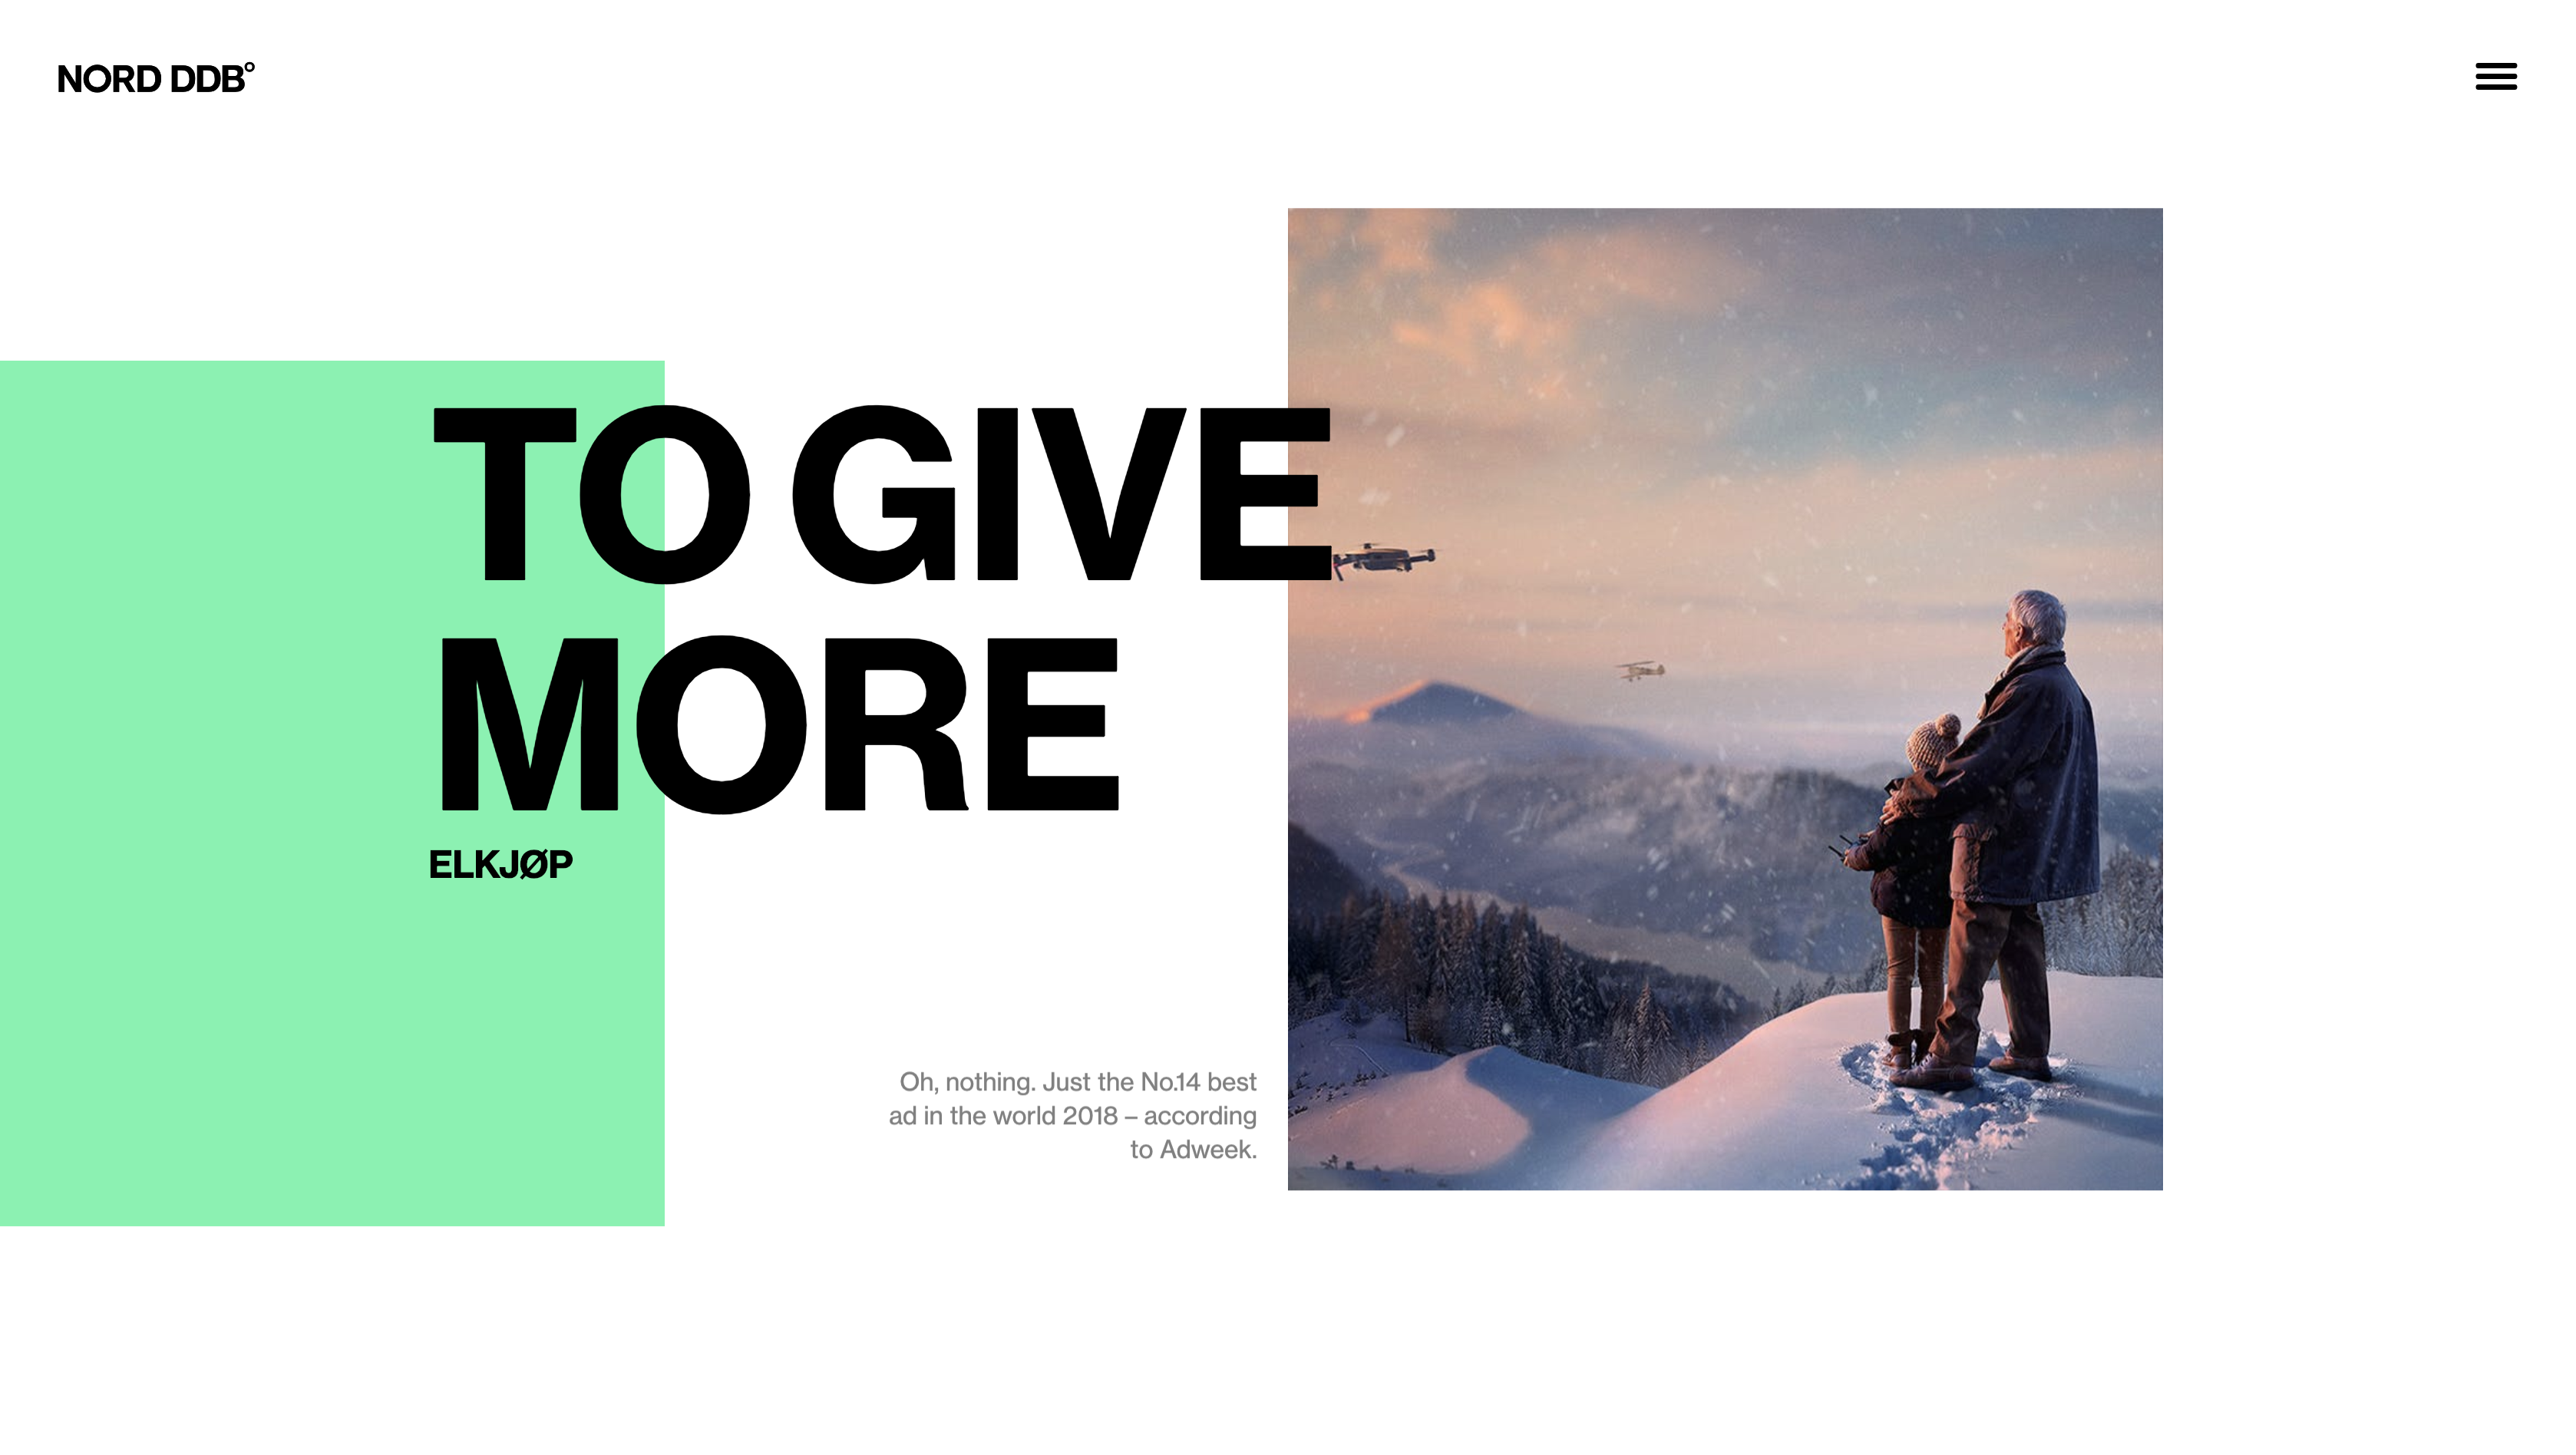 NORD DDB°
TO GIVE
MORE
ELKJØP
Oh, nothing. Just the No.14 best
ad in the world 2018 – according
to Adweek.